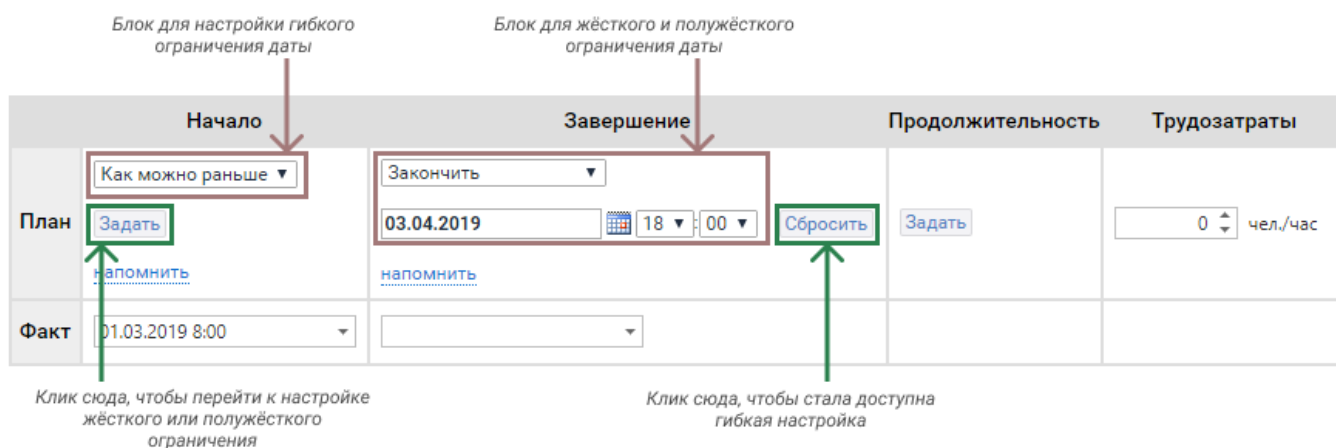 Блок для настройки гибкого
ограничения даты
Блок для жёсткого и полужёсткого
ограничения даты
Начало Завершение Продолжительность Трудозатраты
Как можно раньше Закончить
План Задать 03.04.2019 18 : 00 Сбросить Задать 0 чел./час
напомнить напомнить
Факт 01.03.2019 8:00
Клик сюда, чтобы перейти к настройке
жёсткого или полужёсткого
ограничения
Клик сюда, чтобы стала доступна
гибкая настройка